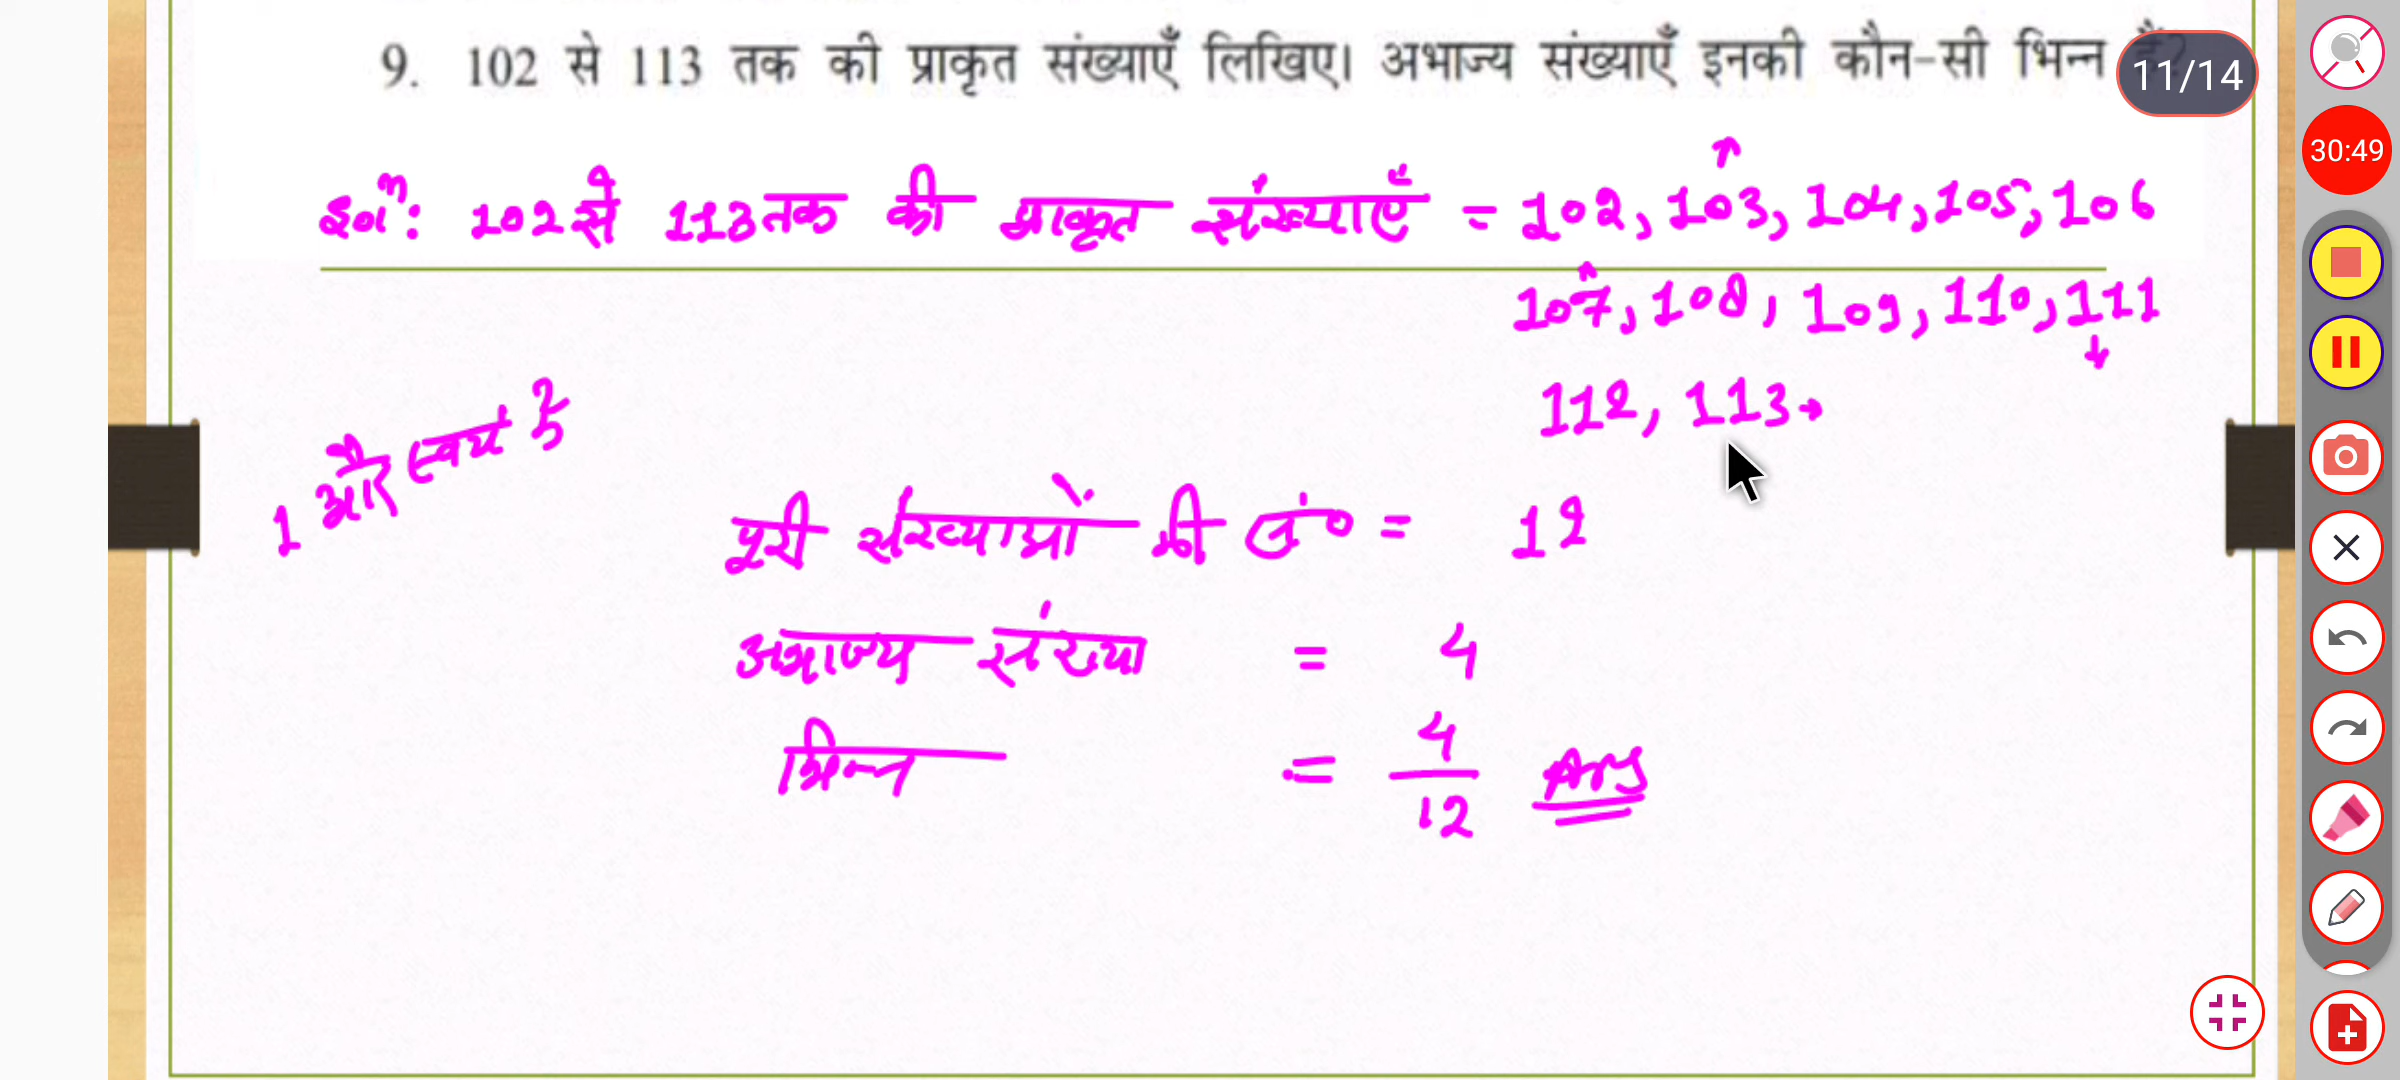 9. 102 से 113 तक की प्राकृत संख्याएँ लिखिए। अभाज्य संख्याएँ इनकी कौन-सी भिन्न हैं?
11/14
30:49
Solⁿ: 102 से 113 तक की प्राकृत संख्याएँ = 102, 103, 104, 105, 106
107, 108, 109, 110, 111
112, 113
1 और स्वयं से
पूरी संख्याओं की सं० = 12
अभाज्य संख्या = 4
भिन्न = 4/12 Ans